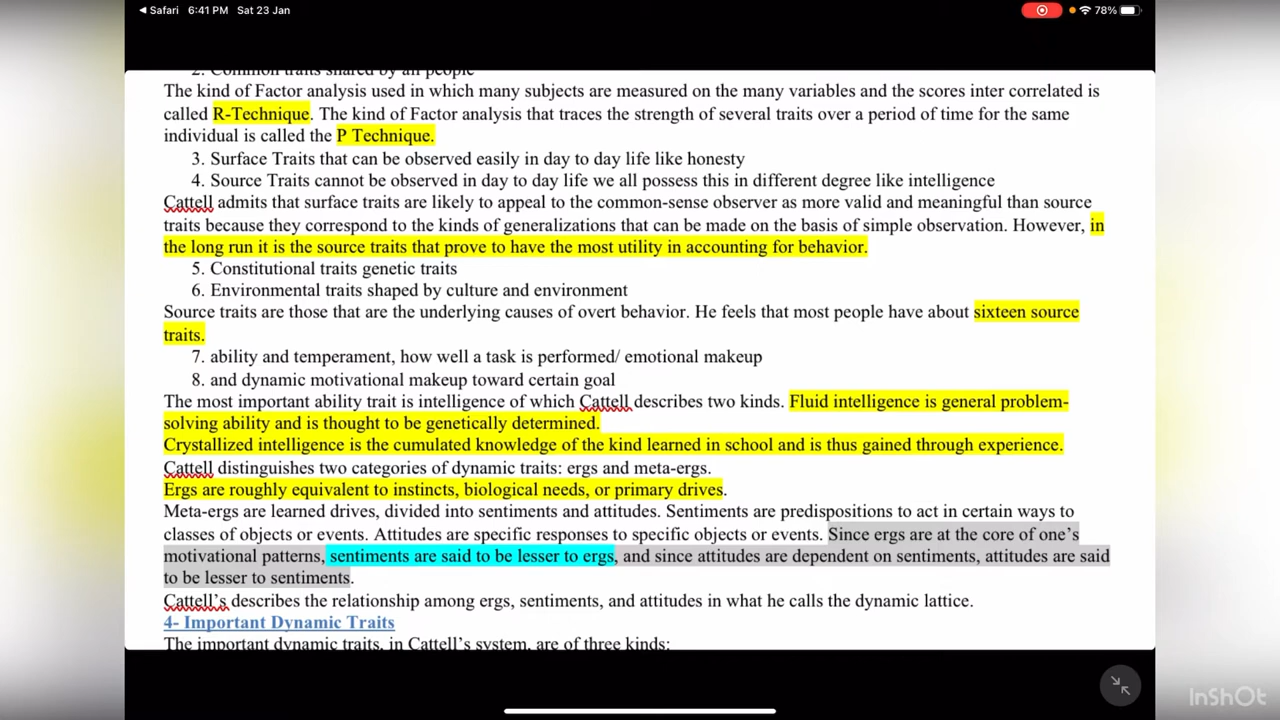 Safari 6:41 PM Sat 23 Jan 78%
2. Common traits shared by all people
The kind of Factor analysis used in which many subjects are measured on the many variables and the scores inter correlated is
called R-Technique. The kind of Factor analysis that traces the strength of several traits over a period of time for the same
individual is called the P Technique.
3. Surface Traits that can be observed easily in day to day life like honesty
4. Source Traits cannot be observed in day to day life we all possess this in different degree like intelligence
Cattell admits that surface traits are likely to appeal to the common-sense observer as more valid and meaningful than source
traits because they correspond to the kinds of generalizations that can be made on the basis of simple observation. However, in
the long run it is the source traits that prove to have the most utility in accounting for behavior.
5. Constitutional traits genetic traits
6. Environmental traits shaped by culture and environment
Source traits are those that are the underlying causes of overt behavior. He feels that most people have about sixteen source
traits.
7. ability and temperament, how well a task is performed/ emotional makeup
8. and dynamic motivational makeup toward certain goal
The most important ability trait is intelligence of which Cattell describes two kinds. Fluid intelligence is general problem-
solving ability and is thought to be genetically determined.
Crystallized intelligence is the cumulated knowledge of the kind learned in school and is thus gained through experience.
Cattell distinguishes two categories of dynamic traits: ergs and meta-ergs.
Ergs are roughly equivalent to instincts, biological needs, or primary drives.
Meta-ergs are learned drives, divided into sentiments and attitudes. Sentiments are predispositions to act in certain ways to
classes of objects or events. Attitudes are specific responses to specific objects or events. Since ergs are at the core of one's
motivational patterns, sentiments are said to be lesser to ergs, and since attitudes are dependent on sentiments, attitudes are said
to be lesser to sentiments.
Cattell's describes the relationship among ergs, sentiments, and attitudes in what he calls the dynamic lattice.
4- Important Dynamic Traits
The important dynamic traits, in Cattell's system, are of three kinds:
InShOt